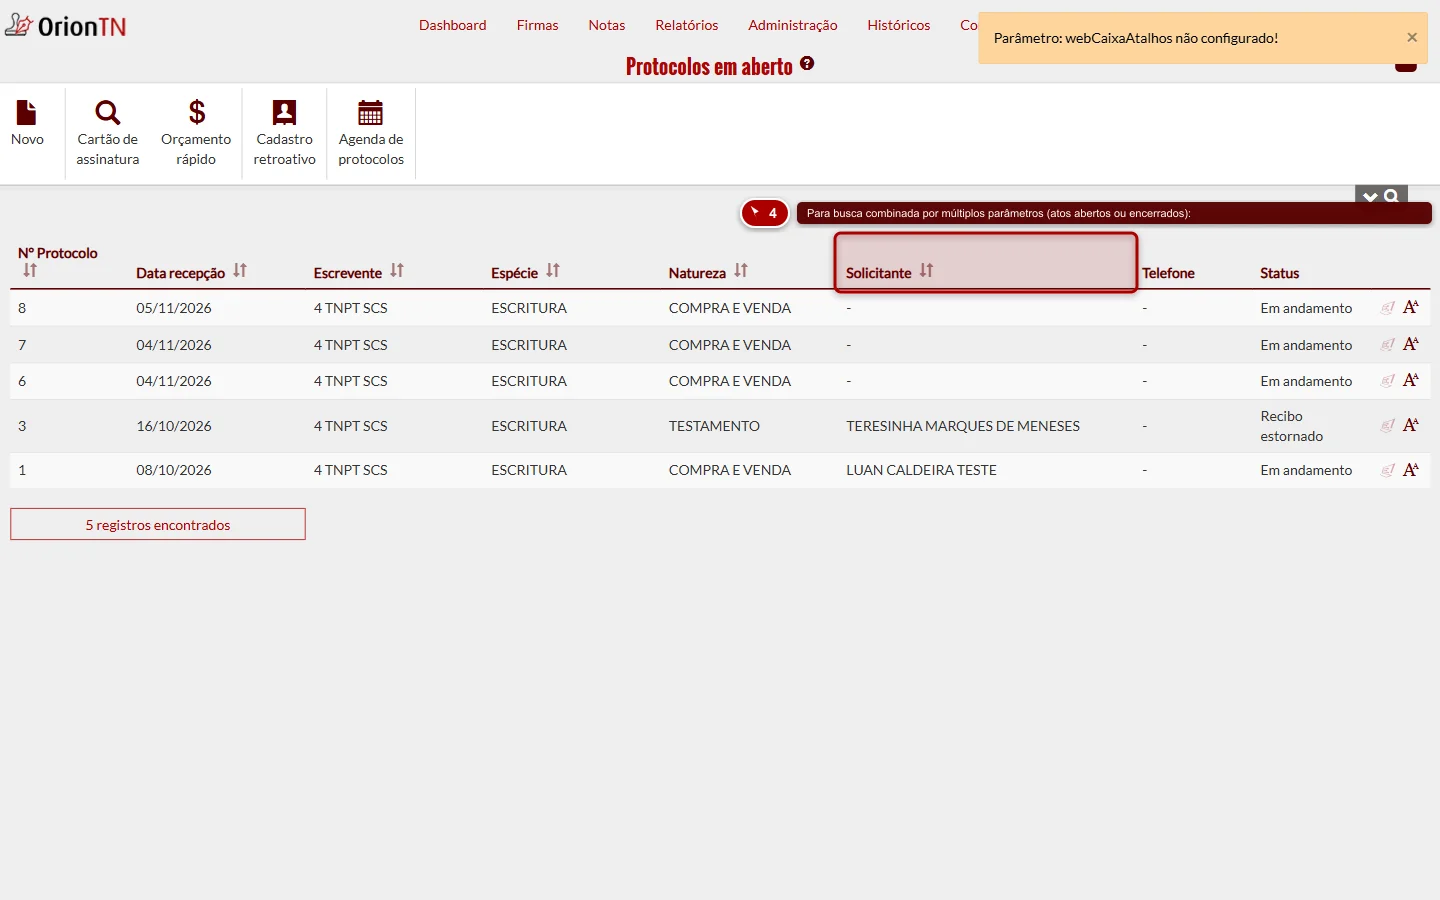 OrionTN
Dashboard Firmas Notas Relatórios Administração Históricos Co
Parâmetro: webCaixaAtalhos não configurado! ×
Protocolos em aberto ?
Novo
Cartão de assinatura
Orçamento rápido
Cadastro retroativo
Agenda de protocolos
4 Para busca combinada por múltiplos parâmetros (atos abertos ou encerrados):
Nº Protocolo Data recepção Escrevente Espécie Natureza Solicitante Telefone Status
8 05/11/2026 4 TNPT SCS ESCRITURA COMPRA E VENDA - - Em andamento
7 04/11/2026 4 TNPT SCS ESCRITURA COMPRA E VENDA - - Em andamento
6 04/11/2026 4 TNPT SCS ESCRITURA COMPRA E VENDA - - Em andamento
3 16/10/2026 4 TNPT SCS ESCRITURA TESTAMENTO TERESINHA MARQUES DE MENESES - Recibo estornado
1 08/10/2026 4 TNPT SCS ESCRITURA COMPRA E VENDA LUAN CALDEIRA TESTE - Em andamento
5 registros encontrados